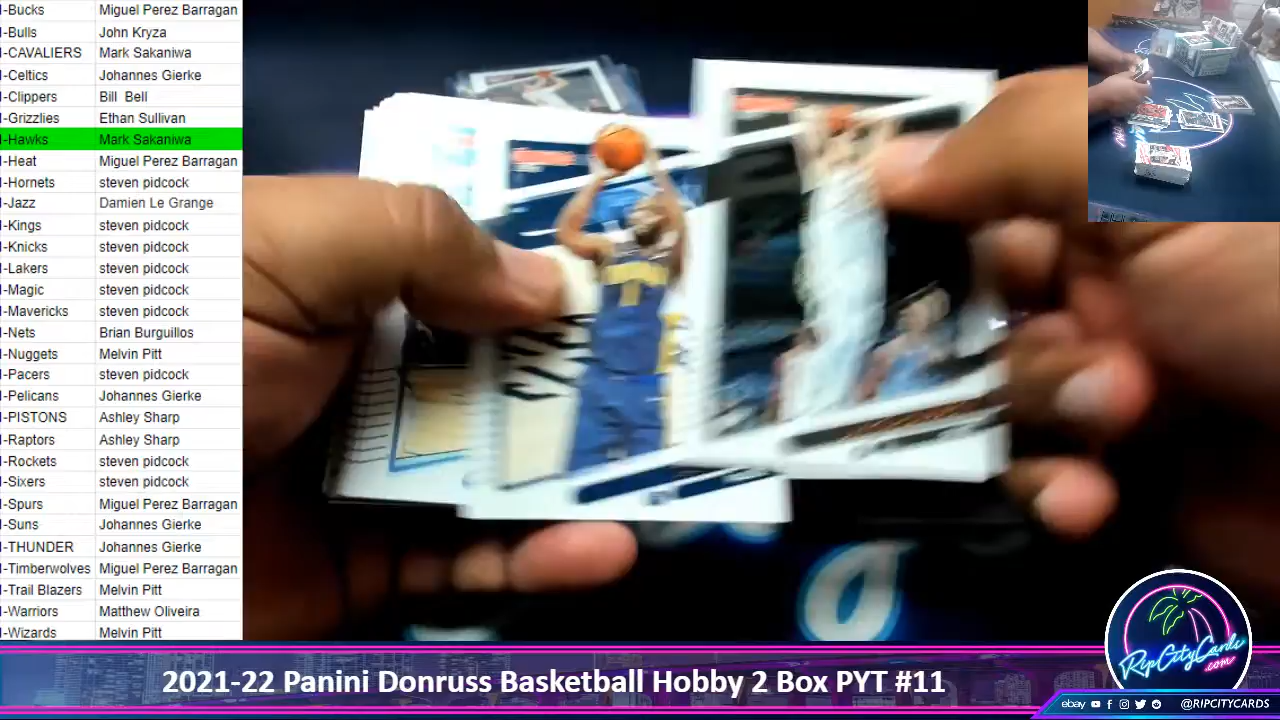 I-Bucks Miguel Perez Barragan
I-Bulls John Kryza
I-CAVALIERS Mark Sakaniwa
I-Celtics Johannes Gierke
I-Clippers Bill Bell
I-Grizzlies Ethan Sullivan
I-Hawks Mark Sakaniwa
I-Heat Miguel Perez Barragan
I-Hornets steven pidcock
I-Jazz Damien Le Grange
I-Kings steven pidcock
I-Knicks steven pidcock
I-Lakers steven pidcock
I-Magic steven pidcock
I-Mavericks steven pidcock
I-Nets Brian Burguillos
I-Nuggets Melvin Pitt
I-Pacers steven pidcock
I-Pelicans Johannes Gierke
I-PISTONS Ashley Sharp
I-Raptors Ashley Sharp
I-Rockets steven pidcock
I-Sixers steven pidcock
I-Spurs Miguel Perez Barragan
I-Suns Johannes Gierke
I-THUNDER Johannes Gierke
I-Timberwolves Miguel Perez Barragan
I-Trail Blazers Melvin Pitt
I-Warriors Matthew Oliveira
I-Wizards Melvin Pitt
2021-22 Panini Donruss Basketball Hobby 2 Box PYT #11
RipCityCards
.com
ebay @RIPCITYCARDS